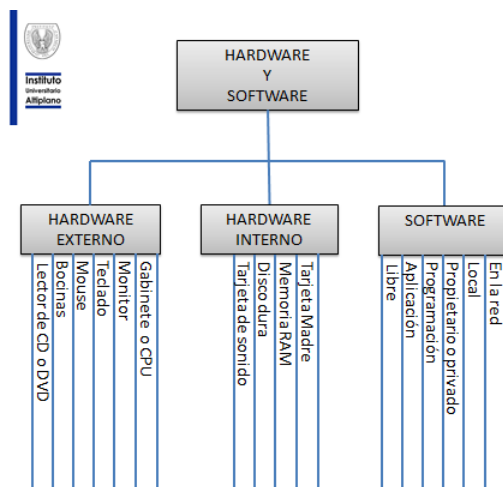 Instituto
Universitario
Altiplano
HARDWARE
Y
SOFTWARE
HARDWARE
EXTERNO
Lector de CD o DVD
Bocinas
Mouse
Teclado
Monitor
Gabinete o CPU
HARDWARE
INTERNO
Tarjeta de sonido
Disco dura
Memoria RAM
Tarjeta Madre
SOFTWARE
Libre
Aplicación
Programación
Propietario o privado
Local
En la red